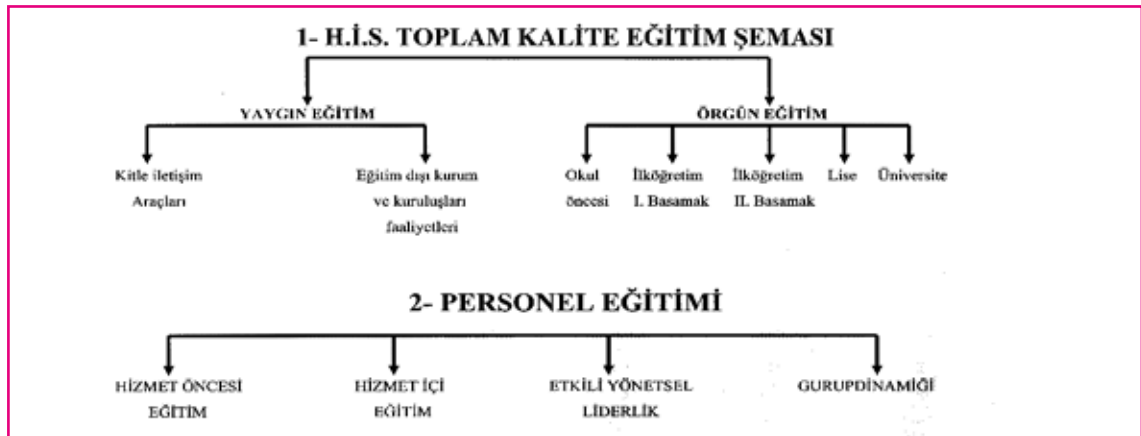 1- H.İ.S. TOPLAM KALİTE EĞİTİM ŞEMASI
YAYGIN EĞİTİM
ÖRGÜN EĞİTİM
Kitle iletişim
Araçları
Eğitim dışı kurum
ve kuruluşları
faaliyetleri
Okul
öncesi
İlköğretim
I. Basamak
İlköğretim
II. Basamak
Lise
Üniversite
2- PERSONEL EĞİTİMİ
HİZMET ÖNCESİ
EĞİTİM
HİZMET İÇİ
EĞİTİM
ETKİLİ YÖNETSEL
LİDERLİK
GURUPDİNAMİĞİ